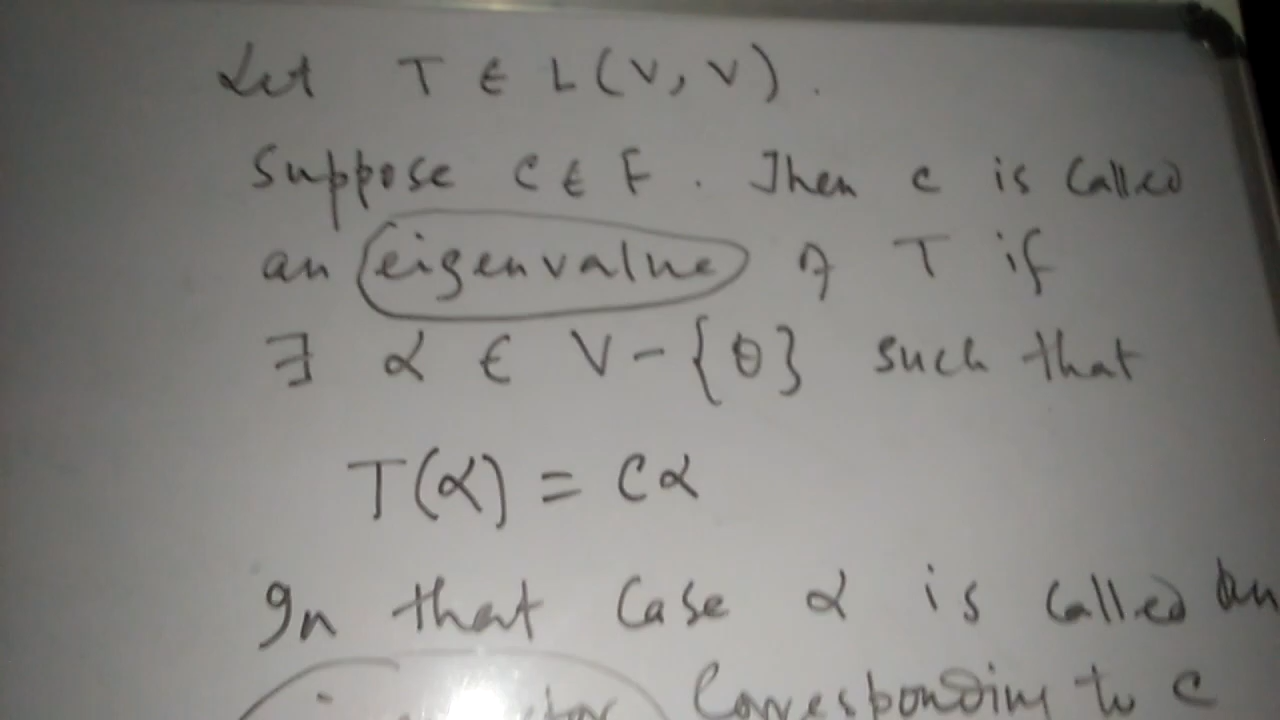 Let T ∈ L(V, V).
Suppose c ∈ F. Then c is called
an eigenvalue of T if
∃ α ∈ V - {θ} such that
T(α) = cα
In that case α is called an
corresponding to c